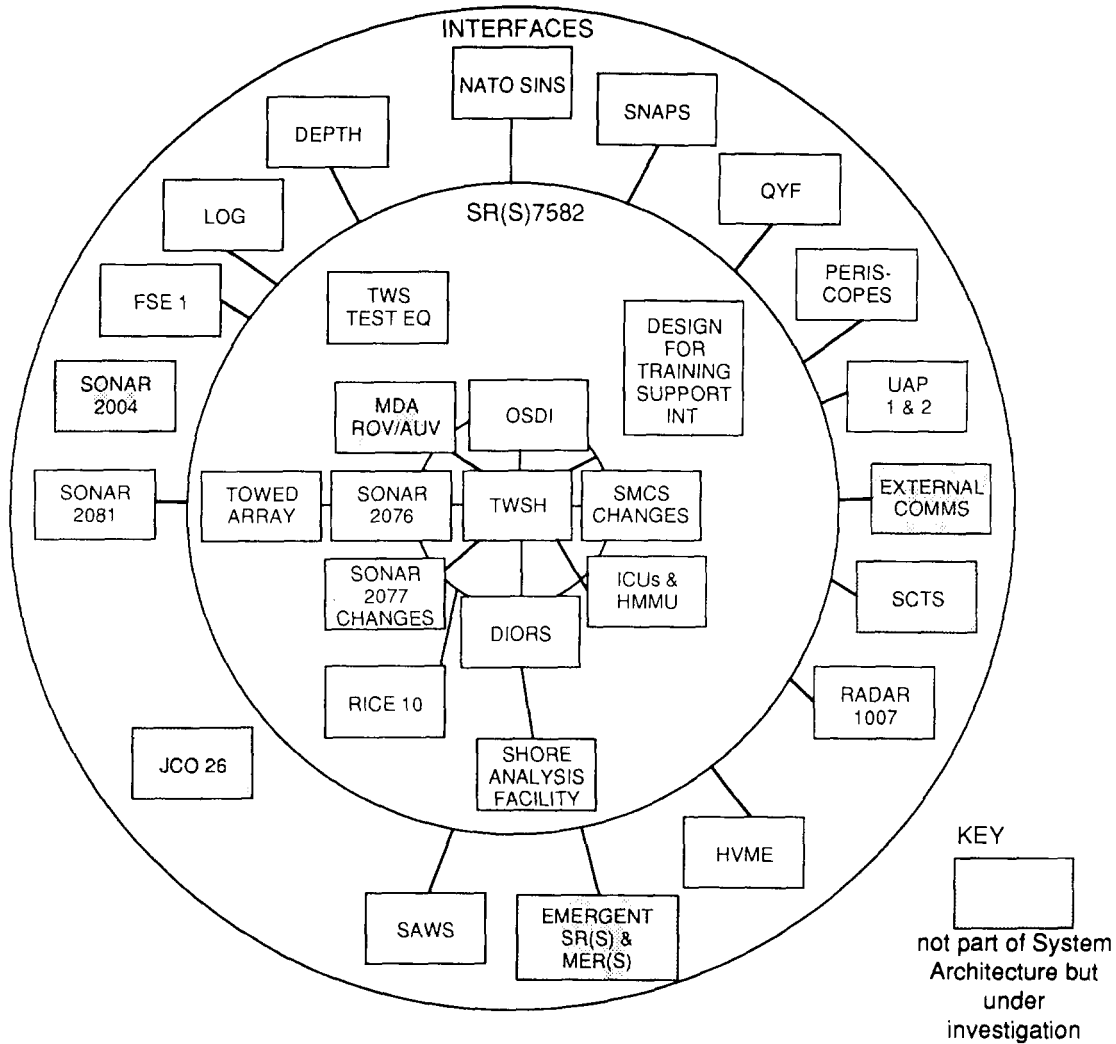 INTERFACES
NATO SINS
SNAPS
DEPTH
QYF
LOG
SR(S)7582
PERIS-
COPES
FSE 1
TWS
TEST EQ
DESIGN
FOR
TRAINING
SUPPORT
INT
SONAR
2004
UAP
1 & 2
MDA
ROV/AUV
OSDI
SONAR
2081
TOWED
ARRAY
SONAR
2076
TWSH
SMCS
CHANGES
EXTERNAL
COMMS
SONAR
2077
CHANGES
ICUs &
HMMU
SCTS
DIORS
RICE 10
RADAR
1007
JCO 26
SHORE
ANALYSIS
FACILITY
HVME
SAWS
EMERGENT
SR(S) &
MER(S)
KEY
not part of System
Architecture but
under
investigation